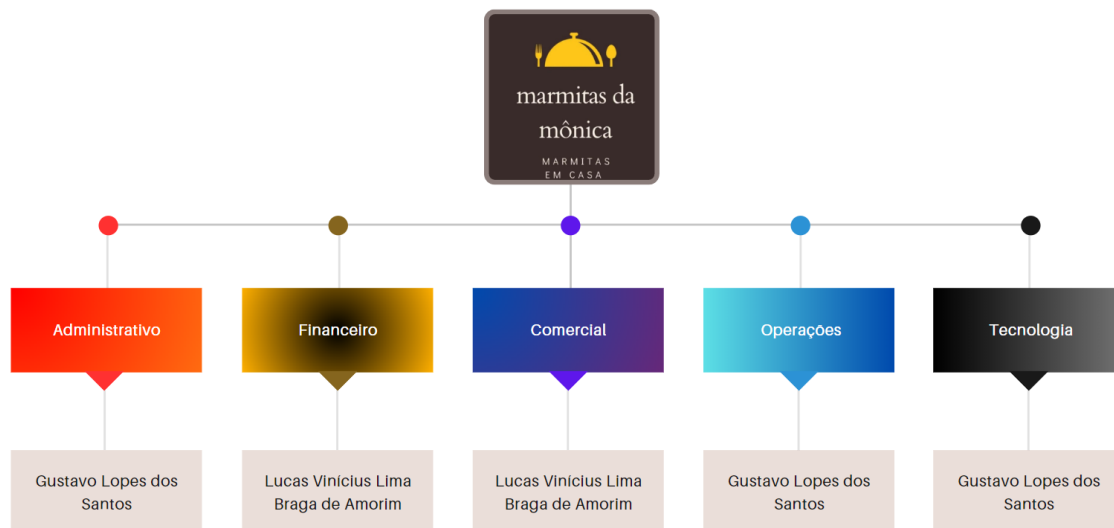 marmitas da
mônica
MARMITAS
EM CASA
Administrativo
Financeiro
Comercial
Operações
Tecnologia
Gustavo Lopes dos
Santos
Lucas Vinícius Lima
Braga de Amorim
Lucas Vinícius Lima
Braga de Amorim
Gustavo Lopes dos
Santos
Gustavo Lopes dos
Santos